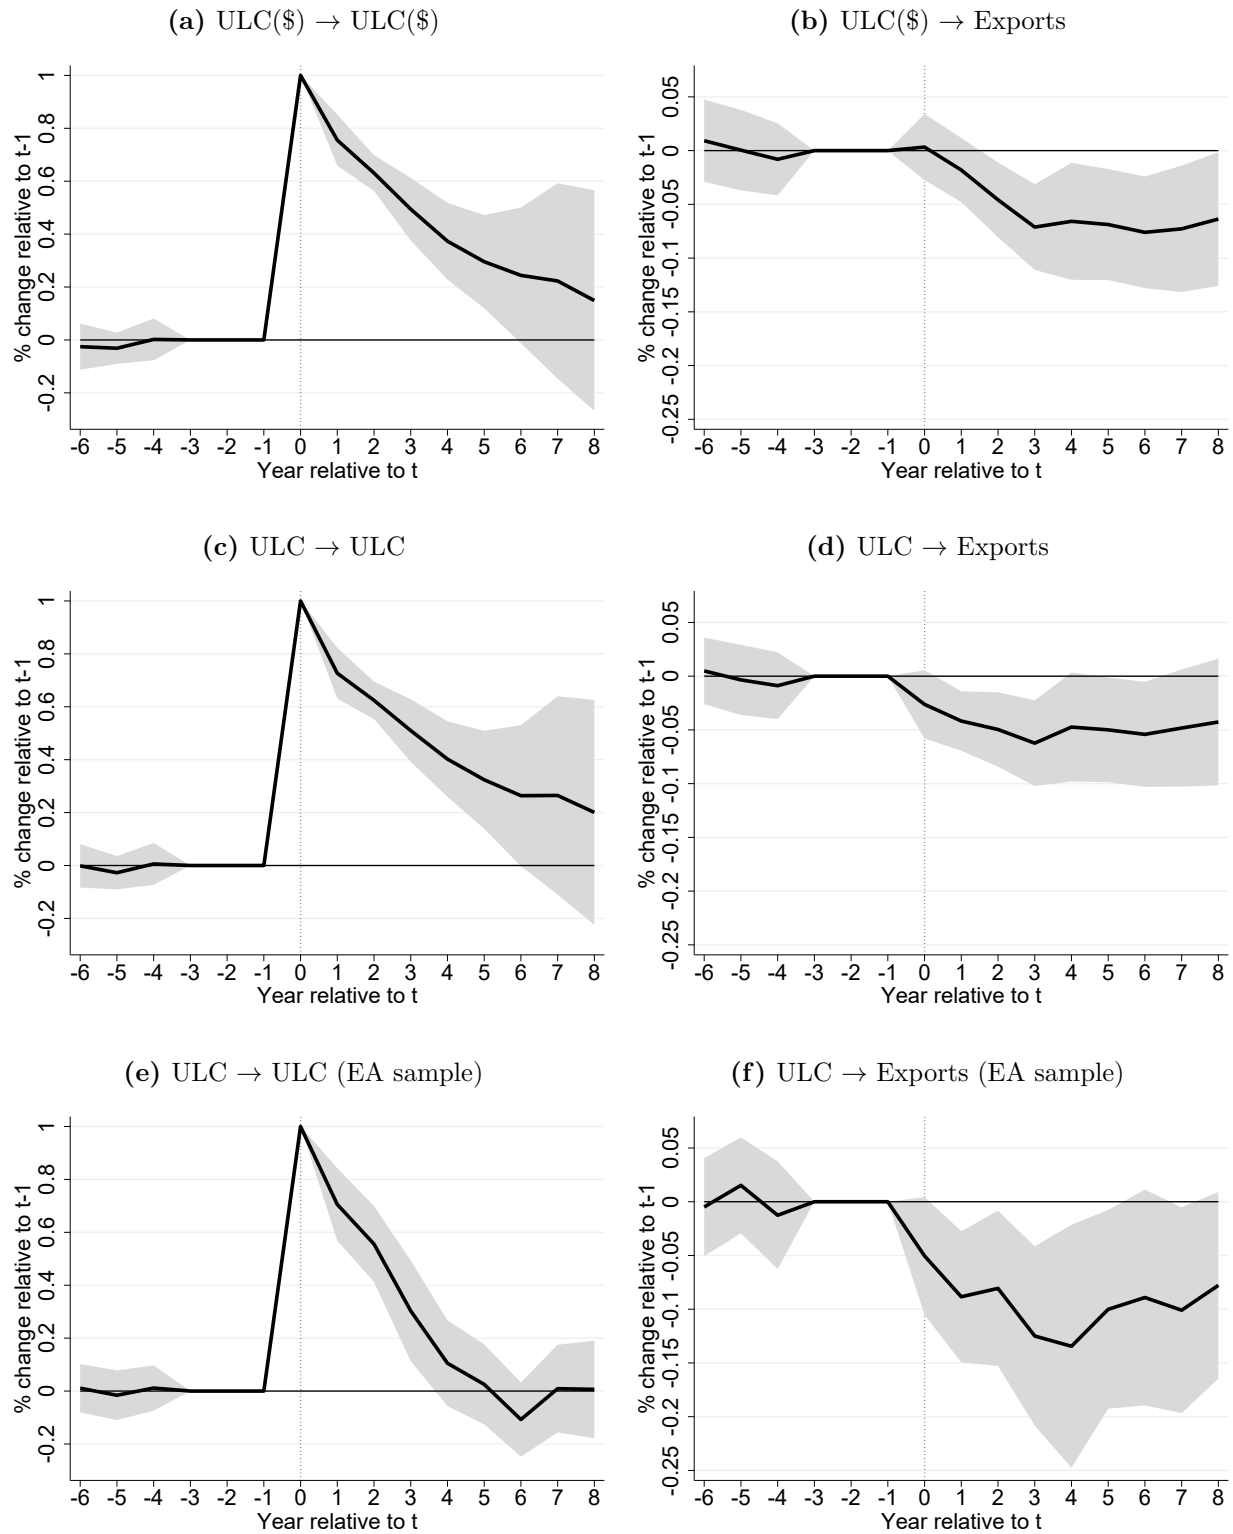 (a) ULC($) → ULC($)
% change relative to t-1
1
0.8
0.6
0.4
0.2
0
-0.2
-6 -5 -4 -3 -2 -1 0 1 2 3 4 5 6 7 8
Year relative to t
(b) ULC($) → Exports
% change relative to t-1
0.05
0
-0.05
-0.1
-0.15
-0.2
-0.25
-6 -5 -4 -3 -2 -1 0 1 2 3 4 5 6 7 8
Year relative to t
(c) ULC → ULC
% change relative to t-1
1
0.8
0.6
0.4
0.2
0
-0.2
-6 -5 -4 -3 -2 -1 0 1 2 3 4 5 6 7 8
Year relative to t
(d) ULC → Exports
% change relative to t-1
0.05
0
-0.05
-0.1
-0.15
-0.2
-0.25
-6 -5 -4 -3 -2 -1 0 1 2 3 4 5 6 7 8
Year relative to t
(e) ULC → ULC (EA sample)
% change relative to t-1
1
0.8
0.6
0.4
0.2
0
-0.2
-6 -5 -4 -3 -2 -1 0 1 2 3 4 5 6 7 8
Year relative to t
(f) ULC → Exports (EA sample)
% change relative to t-1
0.05
0
-0.05
-0.1
-0.15
-0.2
-0.25
-6 -5 -4 -3 -2 -1 0 1 2 3 4 5 6 7 8
Year relative to t